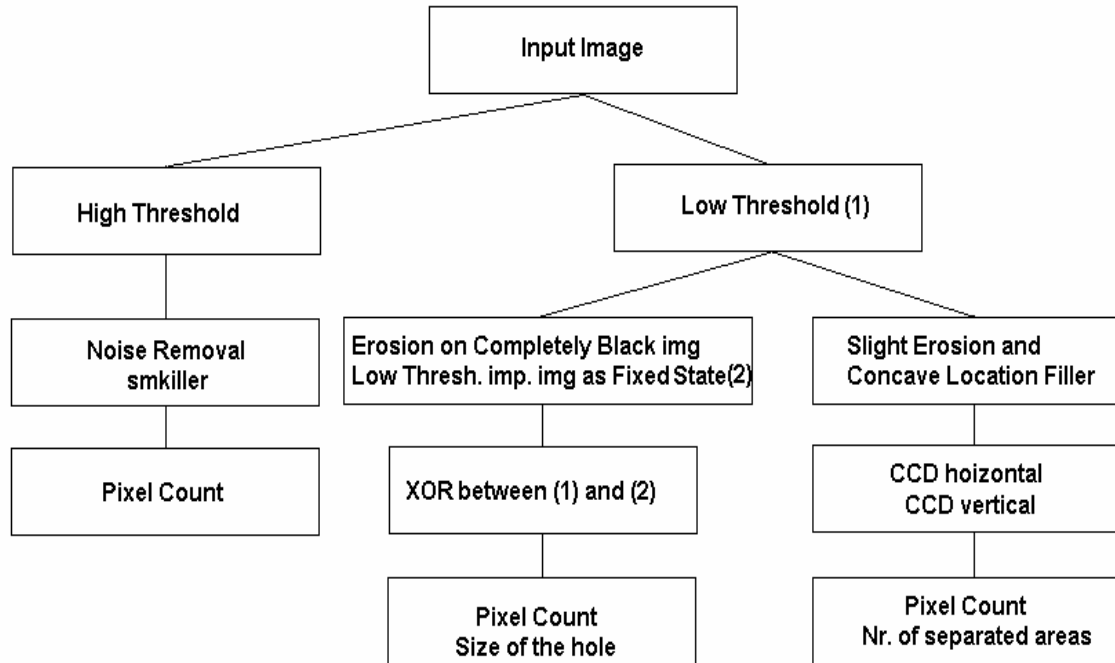 Input Image
High Threshold
Low Threshold (1)
Noise Removal
smkiller
Erosion on Completely Black img
Low Thresh. imp. img as Fixed State(2)
Slight Erosion and
Concave Location Filler
Pixel Count
XOR between (1) and (2)
CCD hoizontal
CCD vertical
Pixel Count
Size of the hole
Pixel Count
Nr. of separated areas